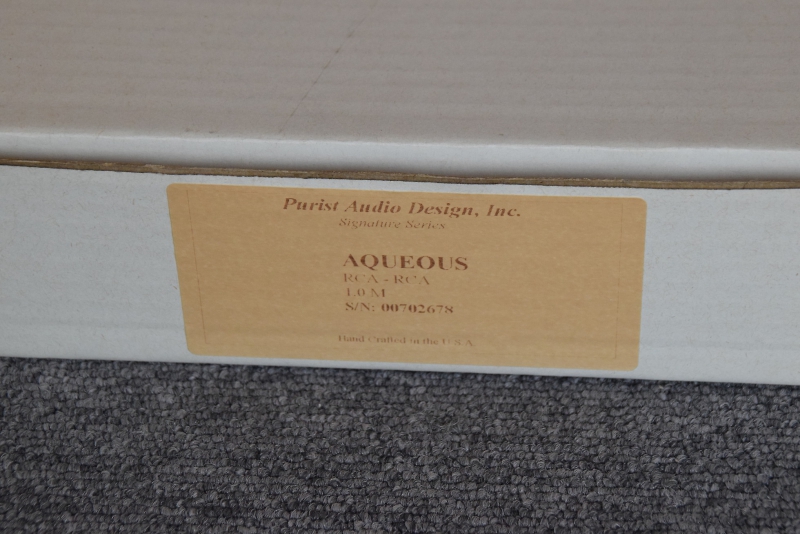 Purist Audio Design, Inc.
Signature Series
AQUEOUS
RCA - RCA
1.0 M
S/N: 00702678
Hand Crafted in the U.S.A.